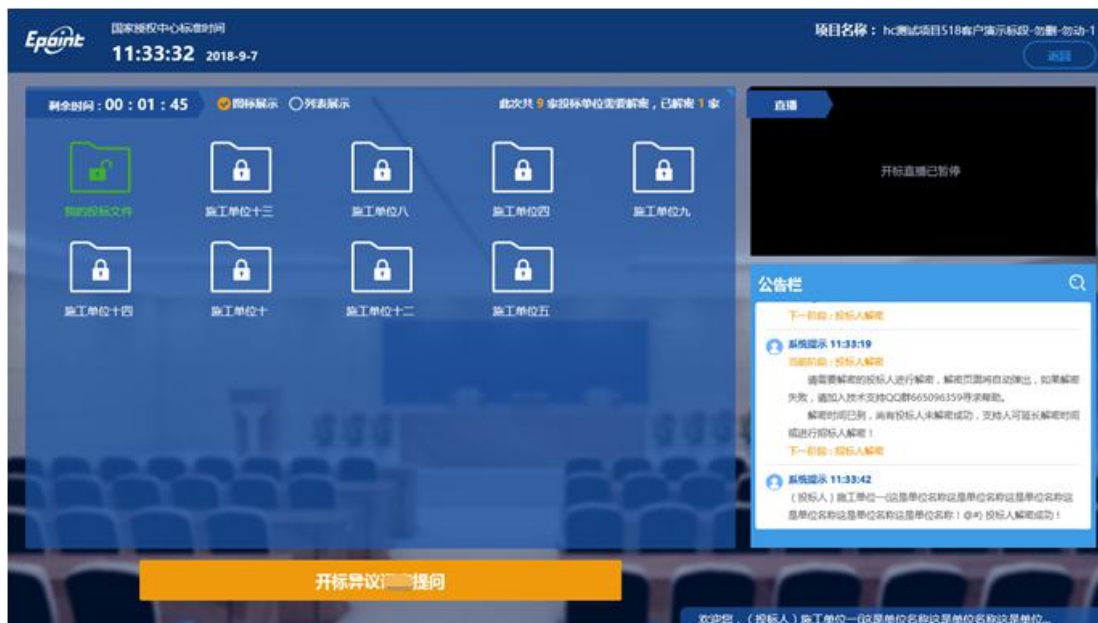 Epoint
国家授权中心标准时间
11:33:32 2018-9-7
项目名称： hc测试项目518客户演示标段-勿删-勿动-1
返回
剩余时间：00：01：45
图标展示 列表展示
此次共 9 家投标单位需要解密，已解密 1 家
直播
我的投标文件
施工单位十三
施工单位八
施工单位四
施工单位九
开标直播已暂停
施工单位十四
施工单位十
施工单位十二
施工单位五
公告栏
下一阶段：投标人解密
系统提示 11:33:19
当前阶段：投标人解密
请需要解密的投标人进行解密，解密页面将自动弹出，如果解密
失败，请加入技术支持QQ群665096359寻求帮助。
解密时间已到，尚有投标人未解密成功，支持人可延长解密时间
或进行招标人解密！
下一阶段：招标人解密
系统提示 11:33:42
（投标人）施工单位一(这是单位名称这是单位名称这是单位名称这
是单位名称这是单位名称这是单位名称！@#) 投标人解密成功！
开标异议 提问
欢迎您，（投标人）施工单位一(这是单位名称这是单位名称这是单位...